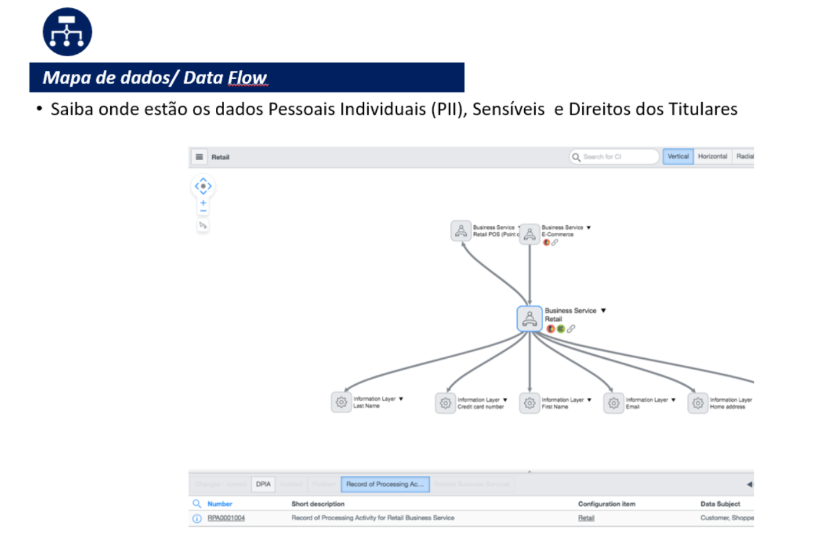 Mapa de dados/ Data Flow
• Saiba onde estão os dados Pessoais Individuais (PII), Sensíveis e Direitos dos Titulares
Retail
Search for CI
Vertical Horizontal Radial
Business Service
Retail POS (Point o
Business Service
E-Commerce
Business Service
Retail
Information Layer
Last Name
Information Layer
Credit card number
Information Layer
First Name
Information Layer
Email
Information Layer
Home address
DPIA
Record of Processing Ac...
Number Short description Configuration item Data Subject
RPA0001004 Record of Processing Activity for Retail Business Service Retail Customer, Shoppe